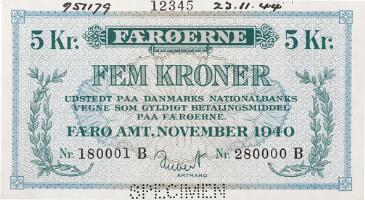 957179 12345 23.11.44
5 Kr. FÆRØERNE 5 Kr.
FEM KRONER
UDSTEDT PAA DANMARKS NATIONALBANKS
VEGNE SOM GYLDIGT BETALINGSMIDDEL
PAA FÆRØERNE.
FÆRØ AMT, NOVEMBER 1940
Nr. 180001 B Nr. 280000 B
AMTMAND
SPECIMEN